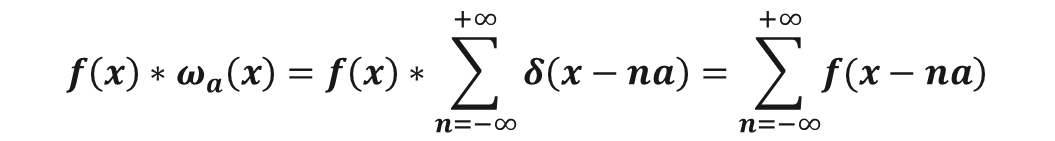 f(x) ∗ ω_a(x) = f(x) ∗ ∑_{n=−∞}^{+∞} δ(x − na) = ∑_{n=−∞}^{+∞} f(x − na)